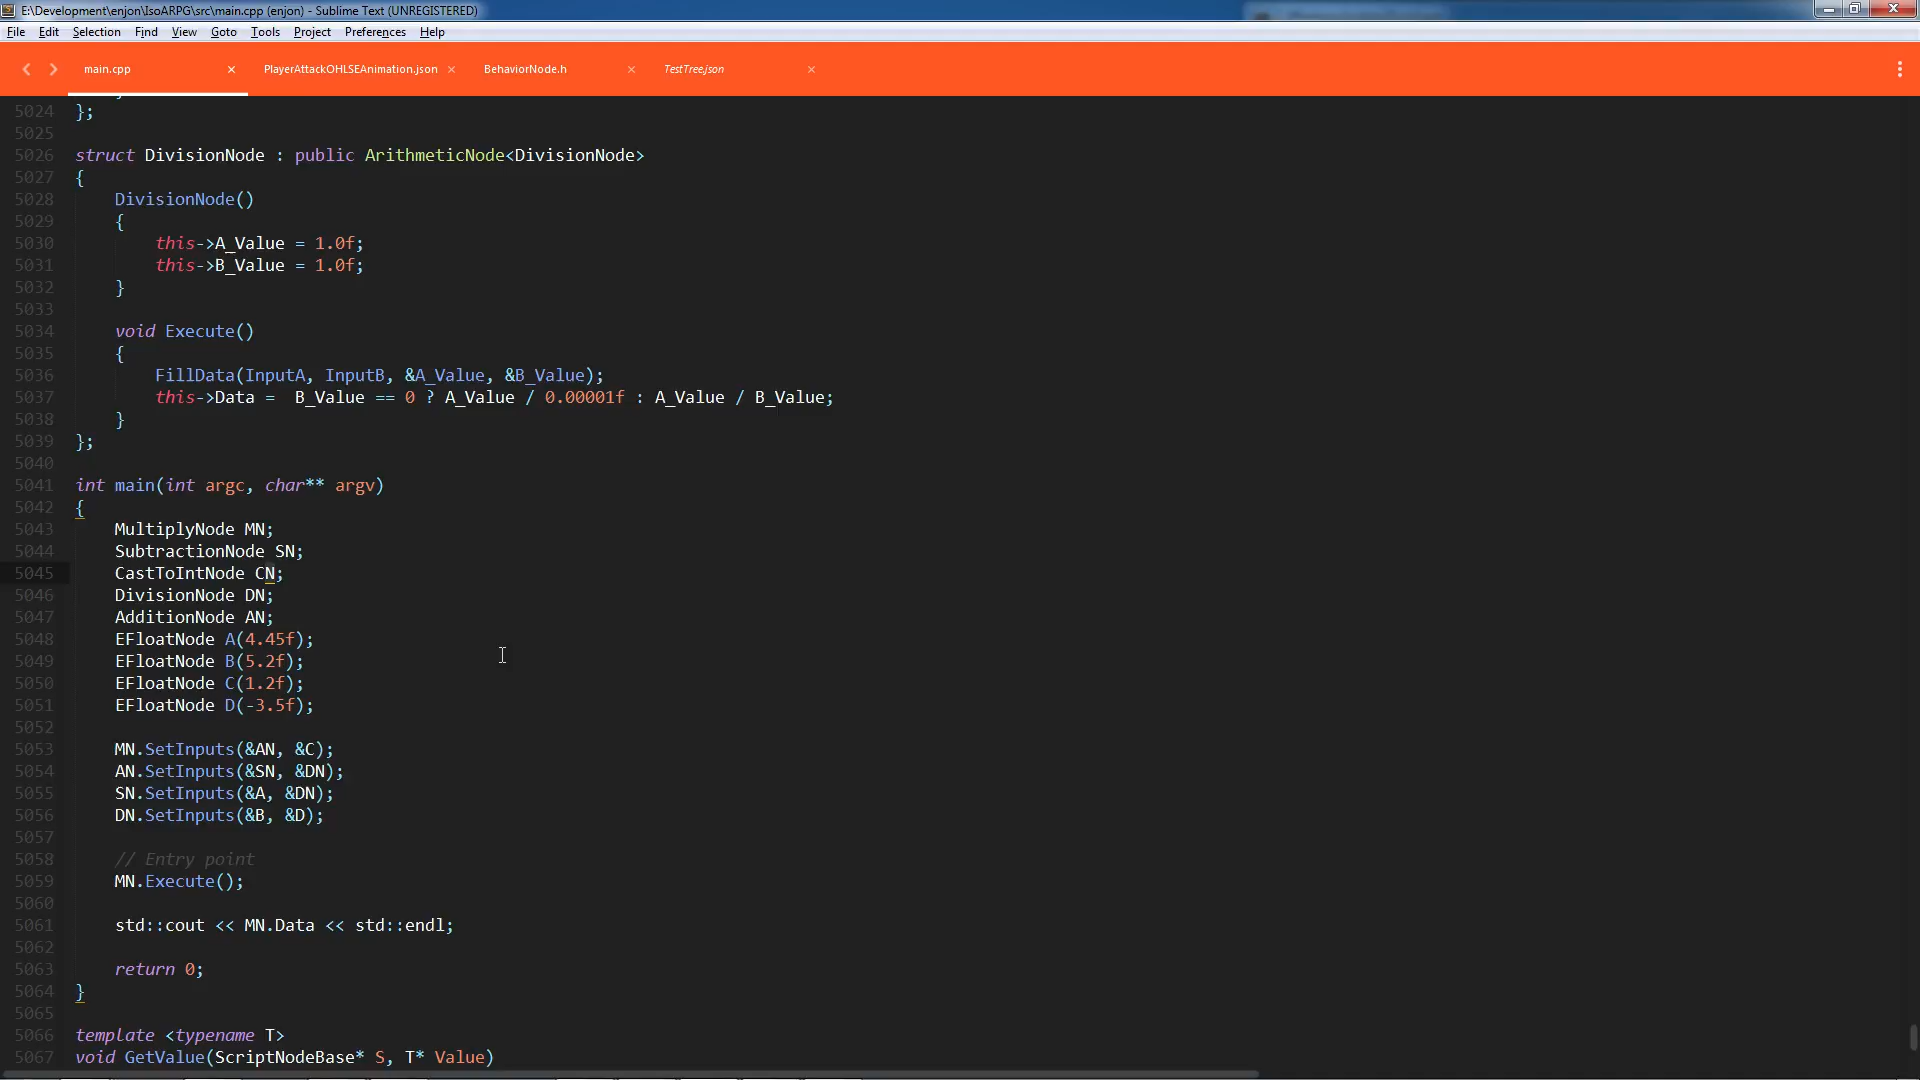 E:\Development\enjon\IsoARPG\src\main.cpp (enjon) - Sublime Text (UNREGISTERED)
File Edit Selection Find View Goto Tools Project Preferences Help
main.cpp PlayerAttackOHLSEAnimation.json BehaviorNode.h TestTree.json
5024 };
5025
5026 struct DivisionNode : public ArithmeticNode<DivisionNode>
5027 {
5028 DivisionNode()
5029 {
5030 this->A_Value = 1.0f;
5031 this->B_Value = 1.0f;
5032 }
5033
5034 void Execute()
5035 {
5036 FillData(InputA, InputB, &A_Value, &B_Value);
5037 this->Data =  B_Value == 0 ? A_Value / 0.00001f : A_Value / B_Value;
5038 }
5039 };
5040
5041 int main(int argc, char** argv)
5042 {
5043 MultiplyNode MN;
5044 SubtractionNode SN;
5045 CastToIntNode CN;
5046 DivisionNode DN;
5047 AdditionNode AN;
5048 EFloatNode A(4.45f);
5049 EFloatNode B(5.2f);
5050 EFloatNode C(1.2f);
5051 EFloatNode D(-3.5f);
5052
5053 MN.SetInputs(&AN, &C);
5054 AN.SetInputs(&SN, &DN);
5055 SN.SetInputs(&A, &DN);
5056 DN.SetInputs(&B, &D);
5057
5058 // Entry point
5059 MN.Execute();
5060
5061 std::cout << MN.Data << std::endl;
5062
5063 return 0;
5064 }
5065
5066 template <typename T>
5067 void GetValue(ScriptNodeBase* S, T* Value)